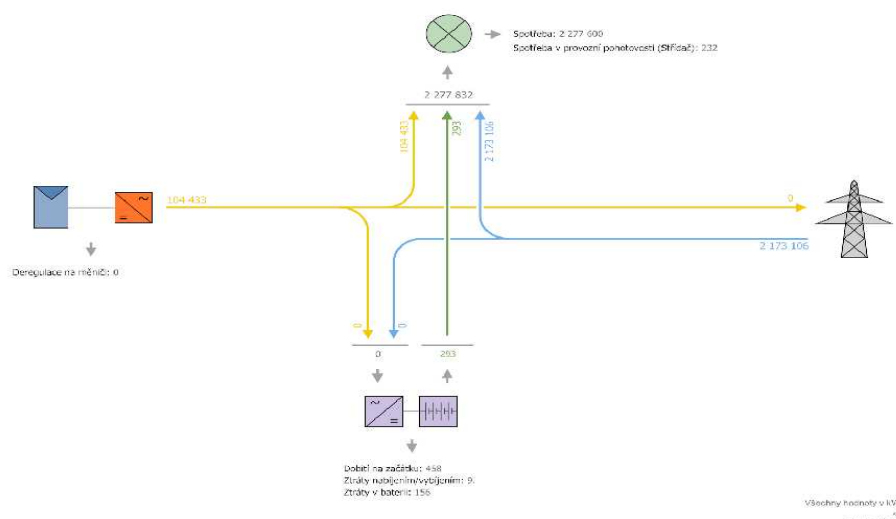 Spotřeba: 2 277 600
Spotřeba v provozní pohotovosti (Střídač): 232
2 277 832
104 433
293
2 173 106
104 433
0
2 173 106
Deregulace na měniči: 0
0
0
0
293
Dobití na začátku: 458
Ztráty nabíjením/vybíjením: 9.
Ztráty v baterii: 156
Všechny hodnoty v kW